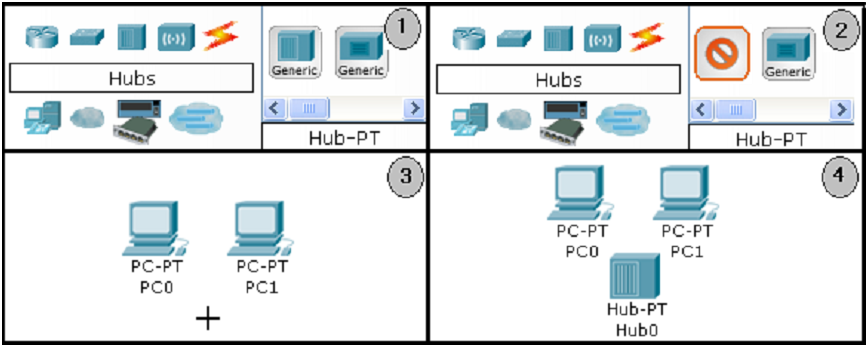 1
Generic Generic
Hubs
Hub-PT
2
Generic
Hubs
Hub-PT
3
PC-PT PC-PT
PC0 PC1
4
PC-PT PC-PT
PC0 PC1
Hub-PT
Hub0